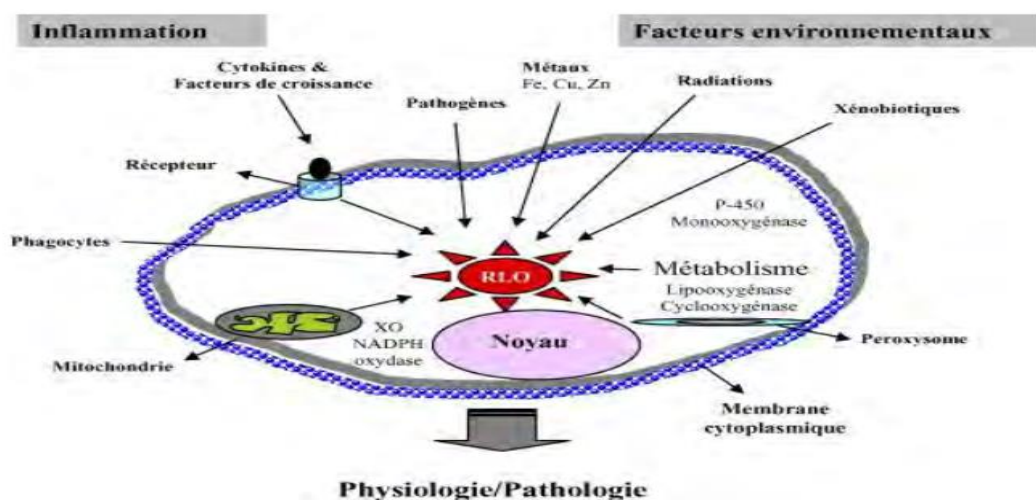 Inflammation
Facteurs environnementaux
Cytokines &
Facteurs de croissance
Pathogènes
Métaux
Fe, Cu, Zn
Radiations
Xénobiotiques
Récepteur
P-450
Monooxygénase
Phagocytes
RLO
Métabolisme
Lipooxygénase
Cyclooxygénase
XO
NADPH
oxydase
Noyau
Peroxysome
Mitochondrie
Membrane
cytoplasmique
Physiologie/Pathologie